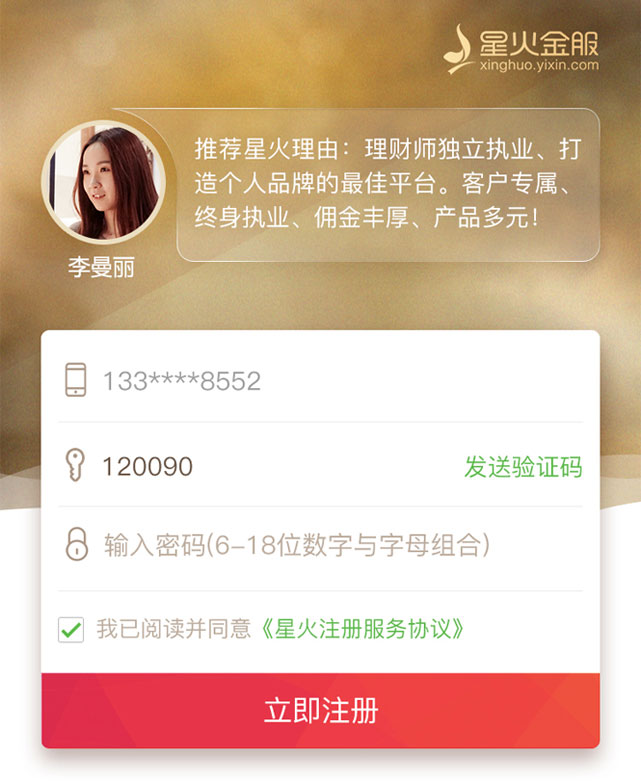 星火金服
xinghuo.yixin.com
推荐星火理由：理财师独立执业、打
造个人品牌的最佳平台。客户专属、
终身执业、佣金丰厚、产品多元！
李曼丽
133****8552
120090
发送验证码
输入密码(6-18位数字与字母组合)
我已阅读并同意《星火注册服务协议》
立即注册